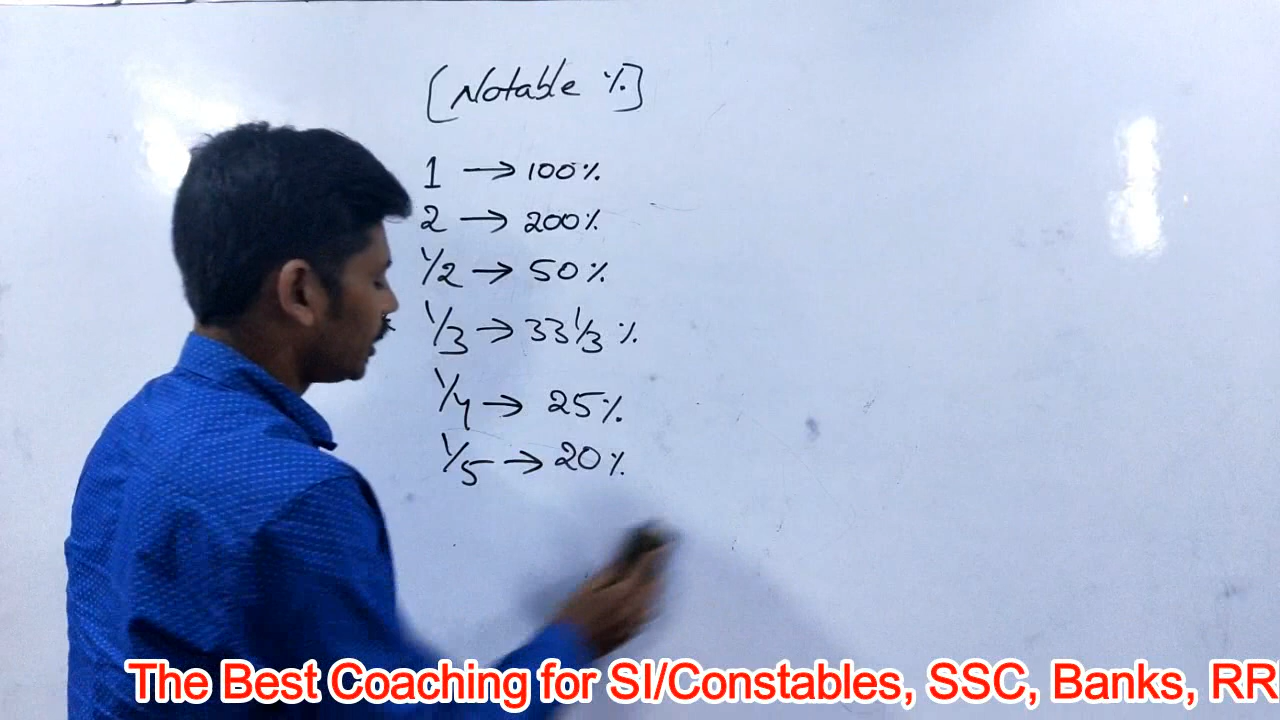 [Notable %]
1 → 100%
2 → 200%
1/2 → 50%
1/3 → 33 1/3 %
1/4 → 25%
1/5 → 20%
The Best Coaching for SI/Constables, SSC, Banks, RR